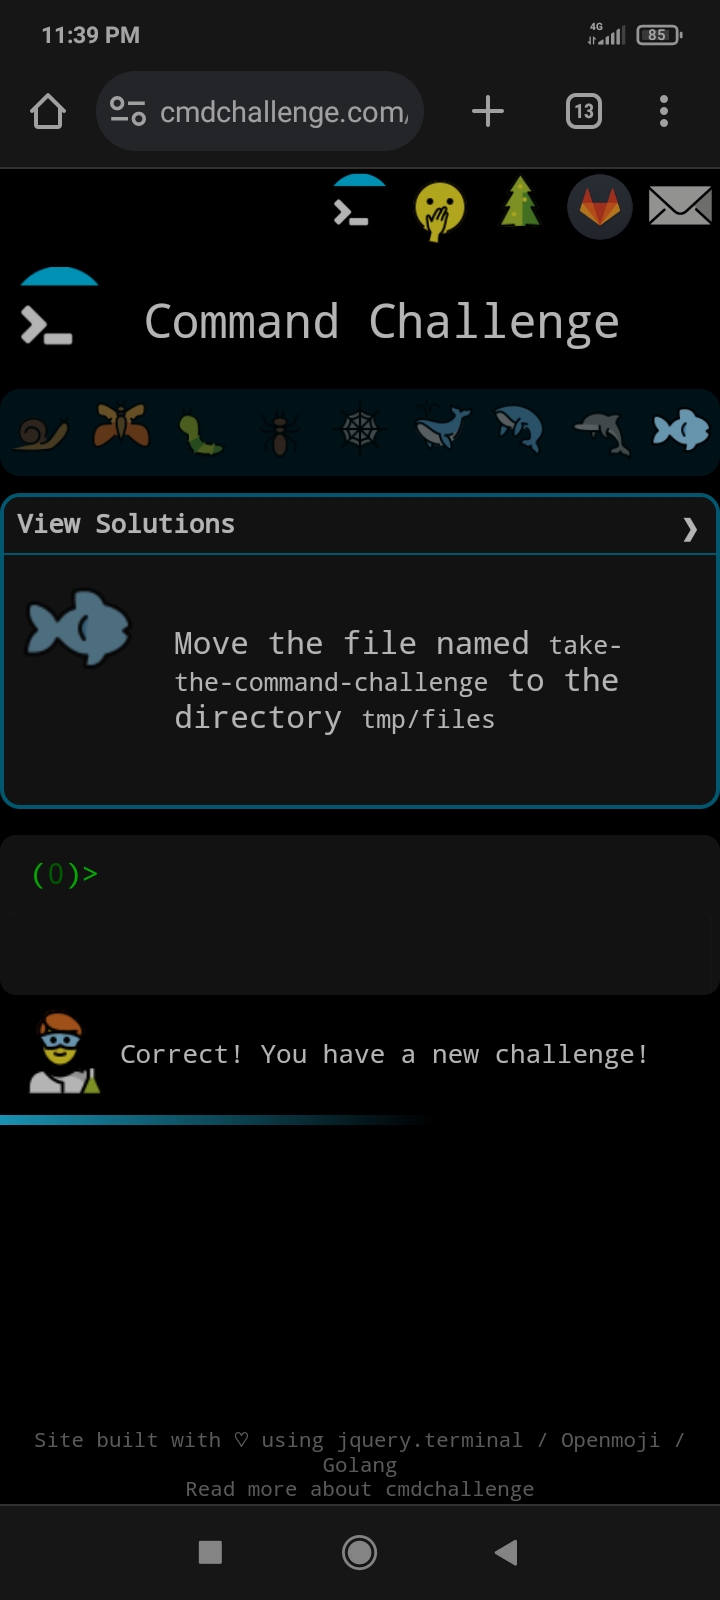 11:39 PM
4G
85
cmdchallenge.com/
13
Command Challenge
View Solutions
Move the file named take-
the-command-challenge to the
directory tmp/files
(0)>
Correct! You have a new challenge!
Site built with ♡ using jquery.terminal / Openmoji /
Golang
Read more about cmdchallenge